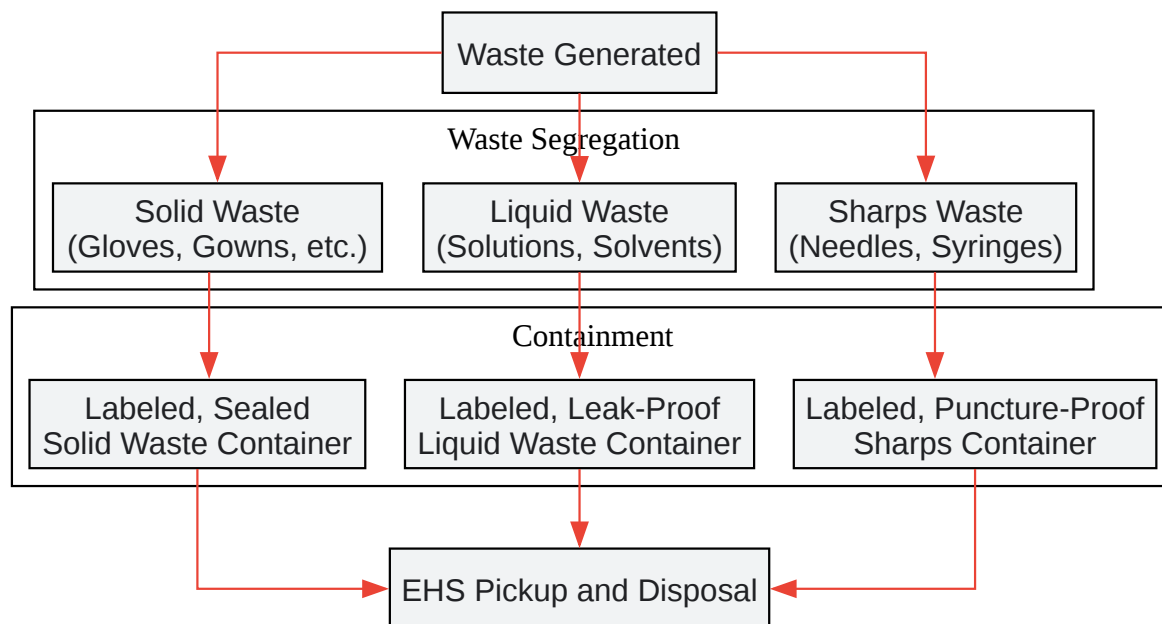 Waste Generated
Waste Segregation
Solid Waste
(Gloves, Gowns, etc.)
Liquid Waste
(Solutions, Solvents)
Sharps Waste
(Needles, Syringes)
Containment
Labeled, Sealed
Solid Waste Container
Labeled, Leak-Proof
Liquid Waste Container
Labeled, Puncture-Proof
Sharps Container
EHS Pickup and Disposal